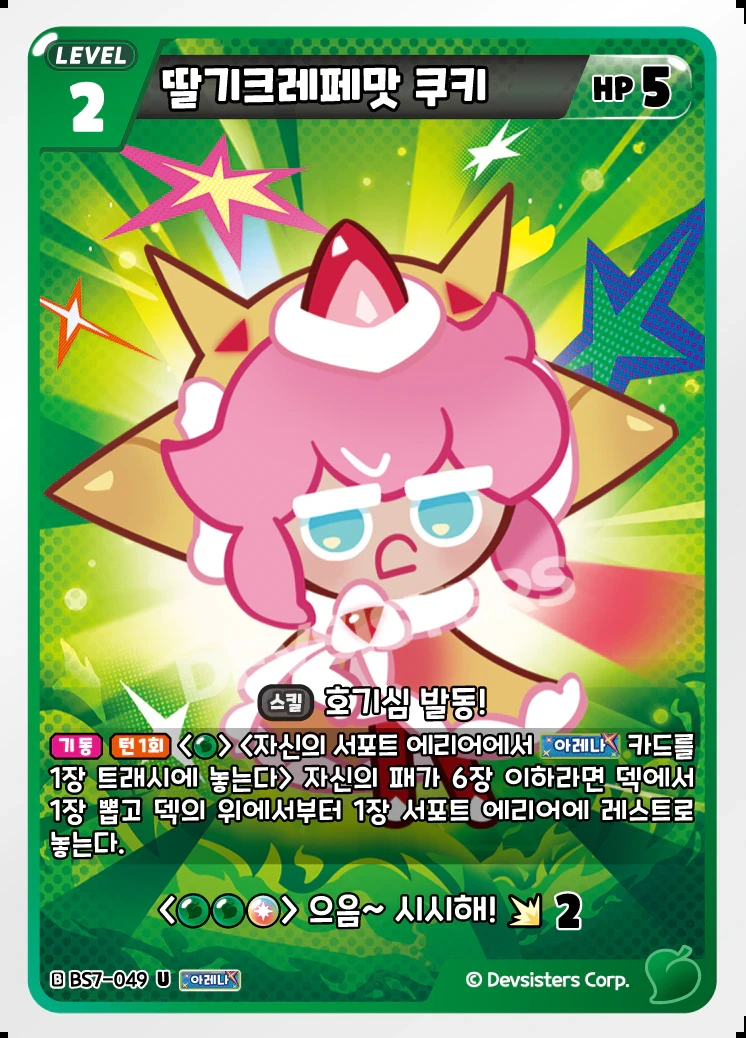 LEVEL
2
딸기크레페맛 쿠키
HP 5
DEVSISTERS
스킬 호기심 발동!
기동 턴 1회 < > <자신의 서포트 에리어에서 아레나 카드를
1장 트래시에 놓는다> 자신의 패가 6장 이하라면 덱에서
1장 뽑고 덱의 위에서부터 1장 서포트 에리어에 레스트로
놓는다.
< > 으음~ 시시해! 2
B BS7-049 U 아레나
© Devsisters Corp.